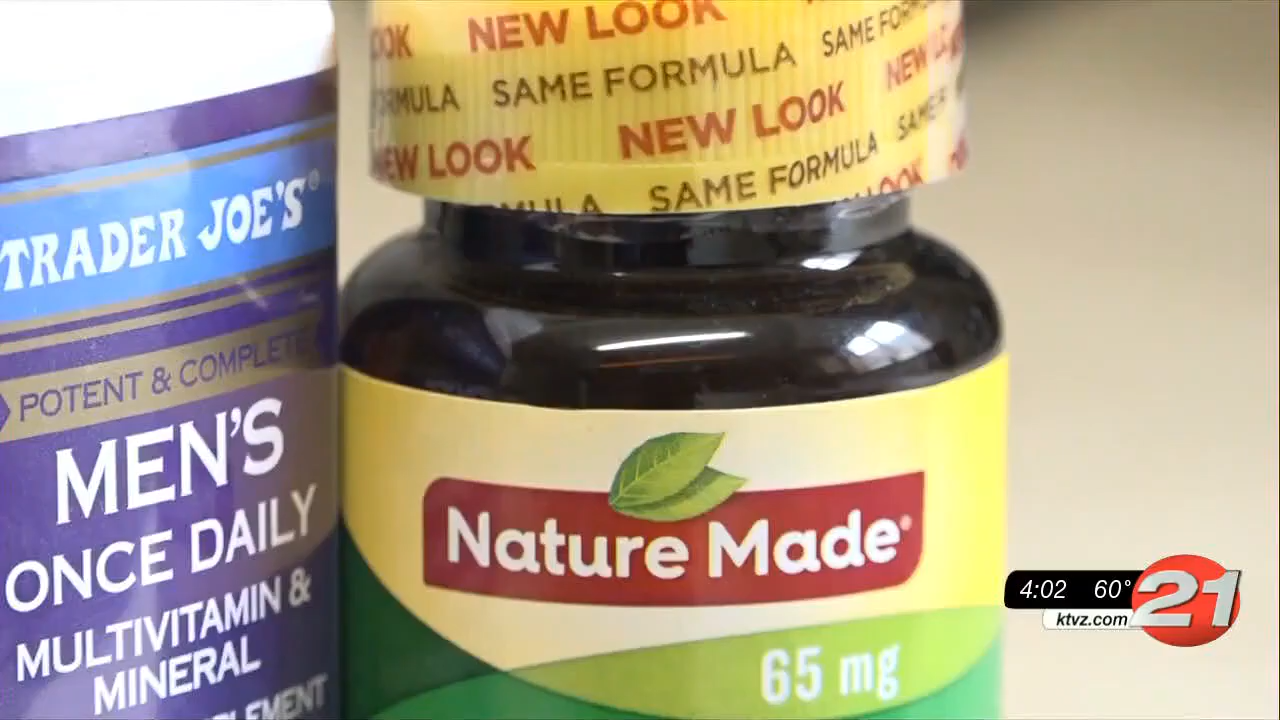 NEW LOOK
SAME FORMULA
SAME FORMULA
NEW LOOK
NEW LOOK
SAME FORMULA
LOOK
TRADER JOE'S®
POTENT & COMPLETE
MEN'S
ONCE DAILY
MULTIVITAMIN &
MINERAL
Nature Made®
65 mg
4:02 60°
ktvz.com
21